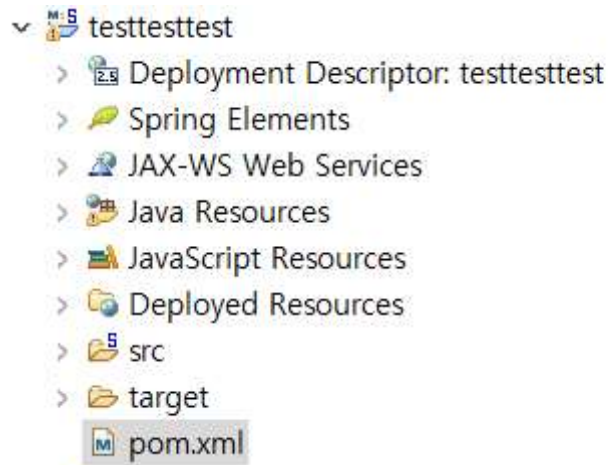 testtesttest
Deployment Descriptor: testtesttest
Spring Elements
JAX-WS Web Services
Java Resources
JavaScript Resources
Deployed Resources
src
target
pom.xml